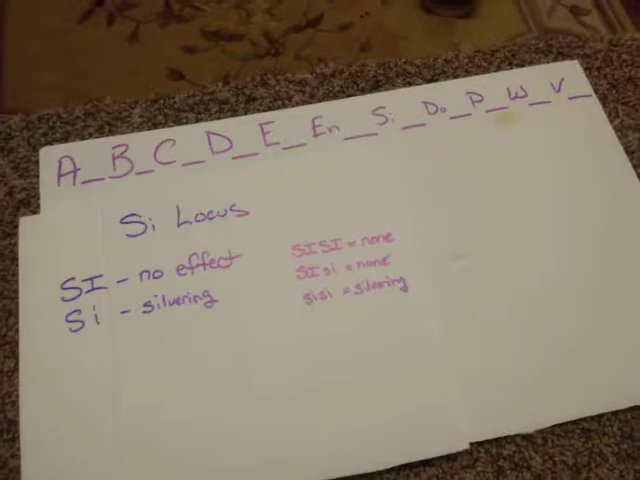 A_B_C_D_E_En_Si_Du_P_W_V_
Si Locus
SI - no effect
Si - silvering
SISI = none
SIsi = none
sisi = silvering